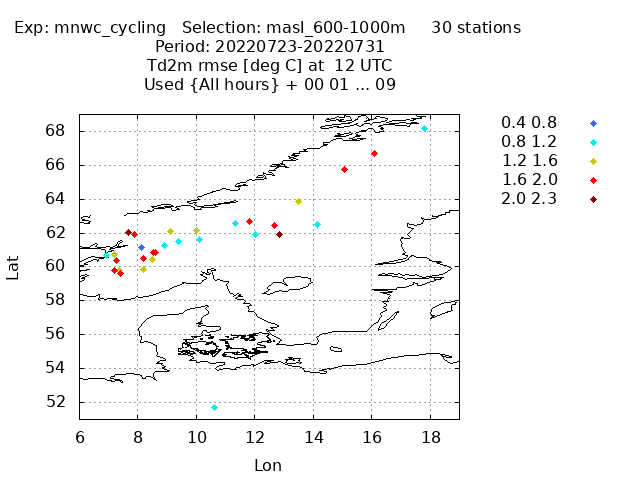 Exp: mnwc_cycling   Selection: masl_600-1000m     30 stations
Period: 20220723-20220731
Td2m rmse [deg C] at  12 UTC
Used {All hours} + 00 01 ... 09
0.4 0.8
0.8 1.2
1.2 1.6
1.6 2.0
2.0 2.3
68
66
64
62
60
58
56
54
52
Lat
6 8 10 12 14 16 18
Lon